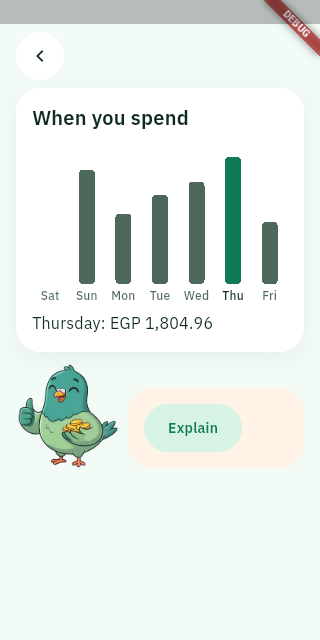 DEBUG
When you spend
Sat Sun Mon Tue Wed Thu Fri
Thursday: EGP 1,804.96
Explain